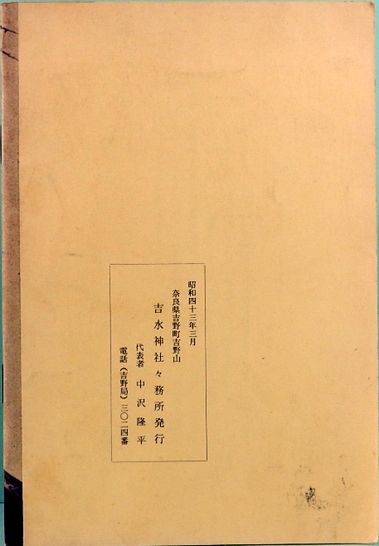 昭和四十三年三月
奈良県吉野町吉野山
吉水神社々務所発行
代表者 中沢隆平
電話(吉野局)三〇二四番